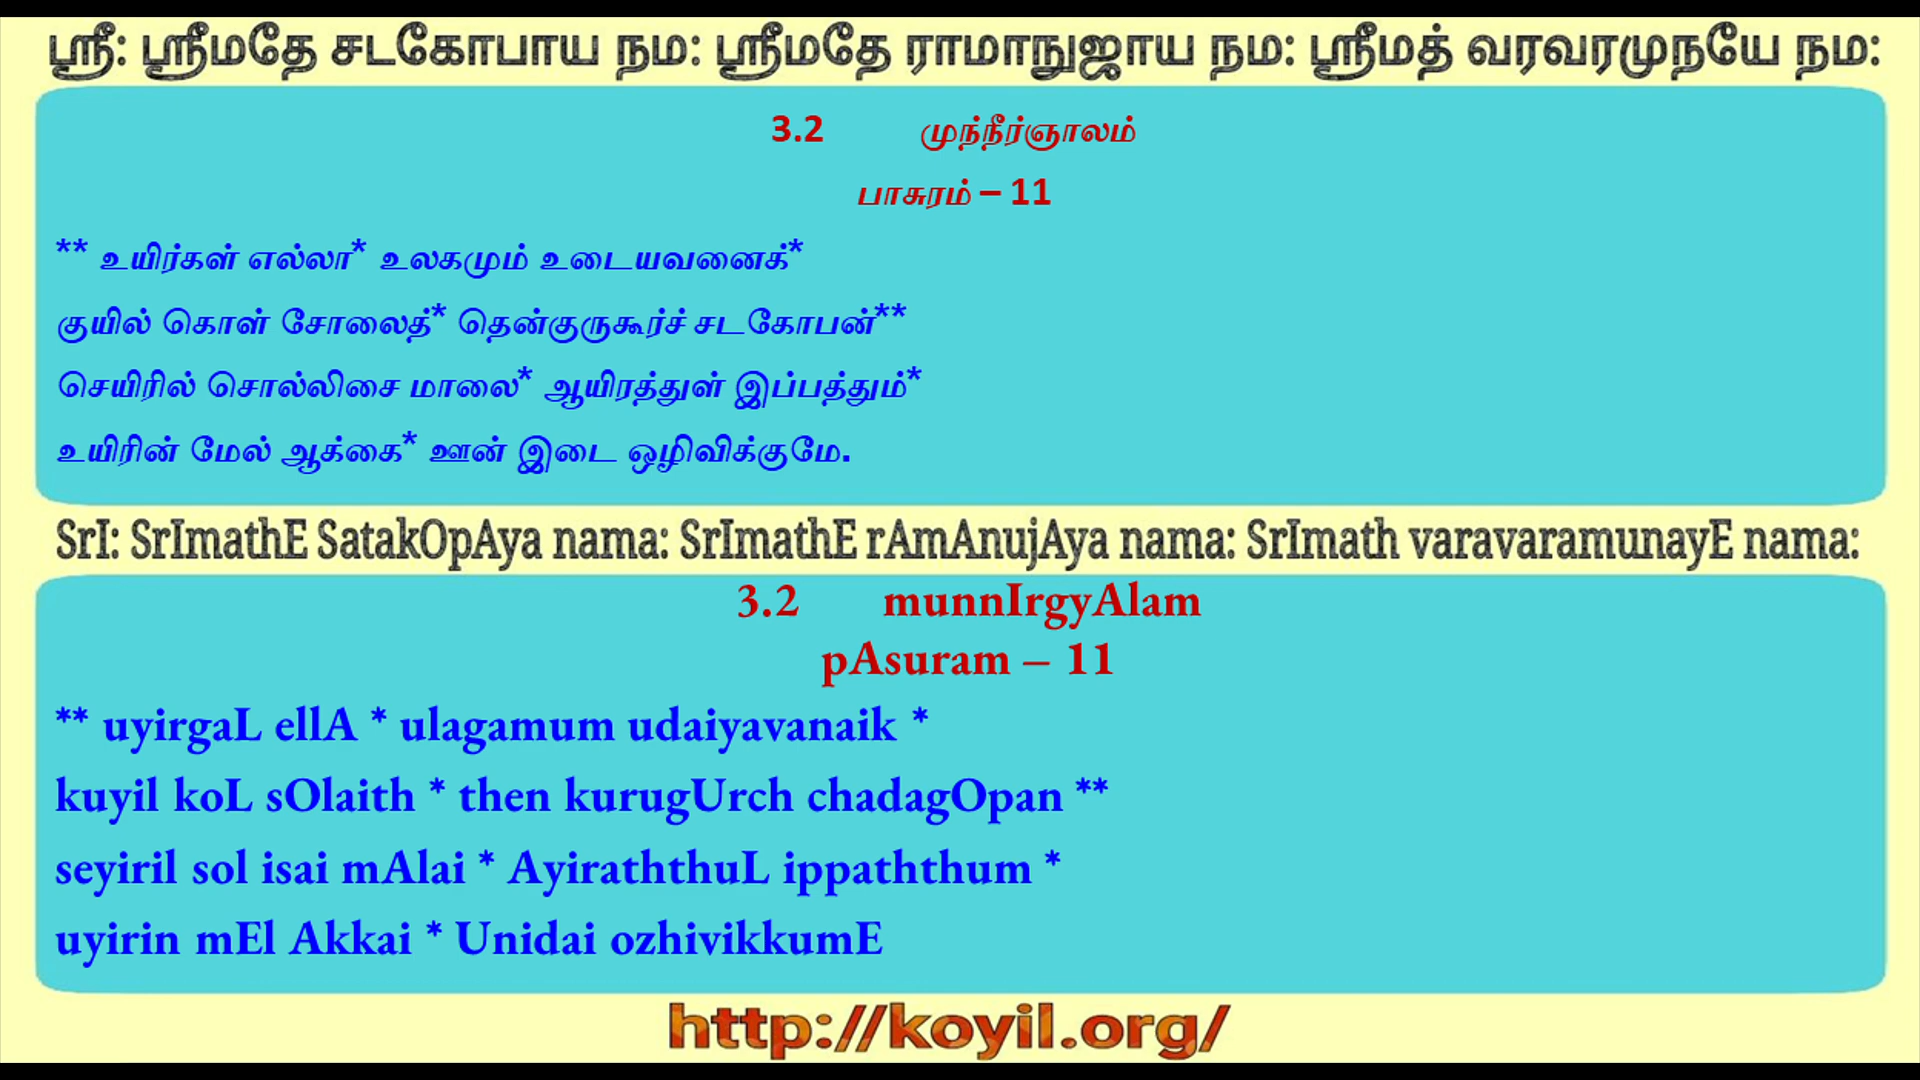 ஸ்ரீ: ஸ்ரீமதே சடகோபாய நம: ஸ்ரீமதே ராமாநுஜாய நம: ஸ்ரீமத் வரவரமுநயே நம:
3.2 முந்நீர்ஞாலம்
பாசுரம் – 11
** உயிர்கள் எல்லா* உலகமும் உடையவனைக்*
குயில் கொள் சோலைத்* தென்குருகூர்ச் சடகோபன்**
செயிரில் சொல்லிசை மாலை* ஆயிரத்துள் இப்பத்தும்*
உயிரின் மேல் ஆக்கை* ஊன் இடை ஒழிவிக்குமே.
SrI: SrImathE SatakOpAya nama: SrImathE rAmAnujAya nama: SrImath varavaramunayE nama:
3.2 munnIrgyAlam
pAsuram – 11
** uyirgaL ellA * ulagamum udaiyavanaik *
kuyil koL sOlaith * then kurugUrch chadagOpan **
seyiril sol isai mAlai * AyiraththuL ippaththum *
uyirin mEl Akkai * Unidai ozhivikkumE
http://koyil.org/